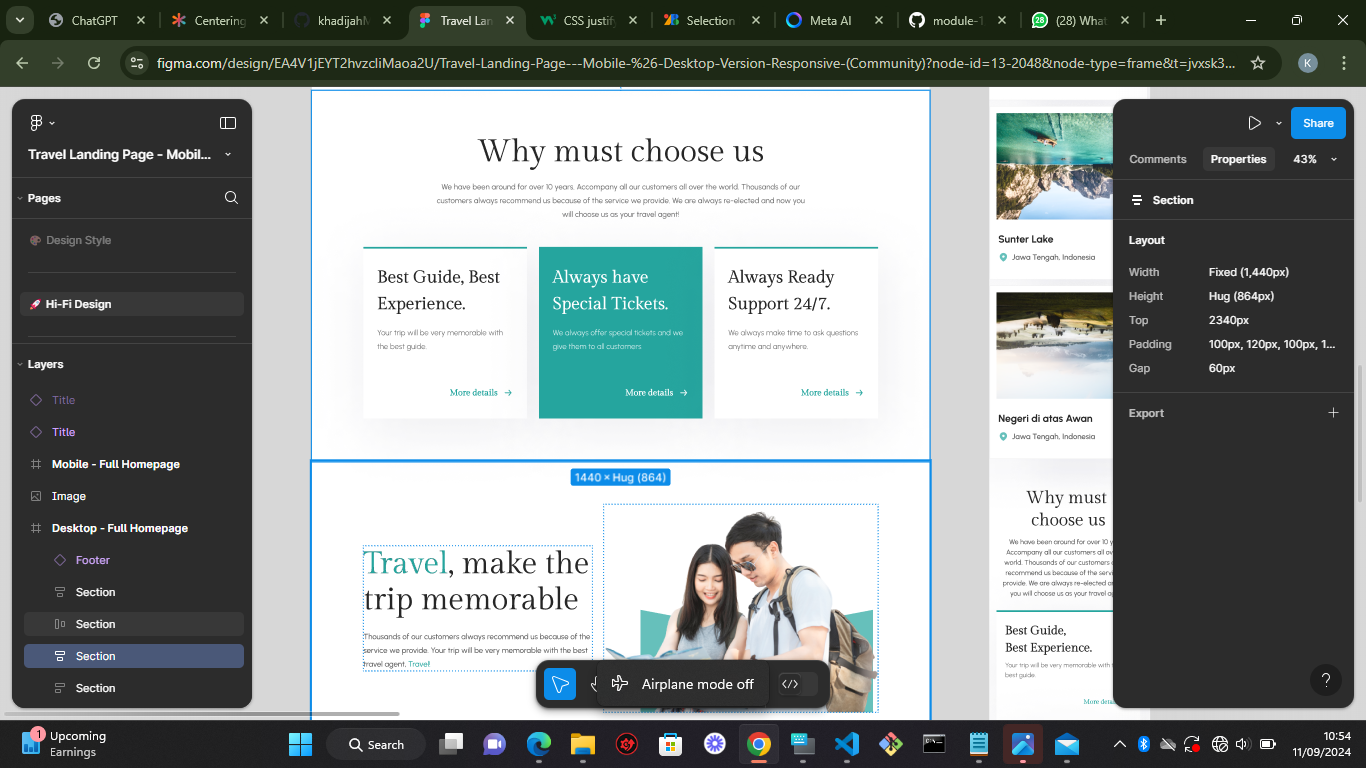 ChatGPT
Centering
khadijahM
Travel Lan
CSS justify
Selection
Meta AI
module-1
(28) What
figma.com/design/EA4V1jEYT2hvzcliMaoa2U/Travel-Landing-Page---Mobile-%26-Desktop-Version-Responsive-(Community)?node-id=13-2048&node-type=frame&t=jvxsk3...
K
Travel Landing Page - Mobil...
Pages
Design Style
Hi-Fi Design
Layers
Title
Title
Mobile - Full Homepage
Image
Desktop - Full Homepage
Footer
Section
Section
Section
Section
Why must choose us
We have been around for over 10 years. Accompany all our customers all over the world. Thousands of our
customers always recommend us because of the service we provide. We are always re-elected and now you
will choose us as your travel agent!
Best Guide, Best
Experience.
Your trip will be very memorable with
the best guide.
More details
Always have
Special Tickets.
We always offer special tickets and we
give them to all customers
More details
Always Ready
Support 24/7.
We always make time to ask questions
anytime and anywhere.
More details
1440 × Hug (864)
Travel, make the
trip memorable
Thousands of our customers always recommend us because of the
service we provide. Your trip will be very memorable with the best
travel agent, Travel!
Airplane mode off
Sunter Lake
Jawa Tengah, Indonesia
Negeri di atas Awan
Jawa Tengah, Indonesia
Why must
choose us
We have been around for over 10 y
Accompany all our customers all ov
world. Thousands of our customers
recommend us because of the serv
provide. We are always re-elected a
you will choose us as your travel ag
Best Guide,
Best Experience.
Your trip will be very memorable with
best guide
More deta
Share
Comments
Properties
43%
Section
Layout
Width
Fixed (1,440px)
Height
Hug (864px)
Top
2340px
Padding
100px, 120px, 100px, 1...
Gap
60px
Export
?
1
Upcoming
Earnings
Search
10:54
11/09/2024